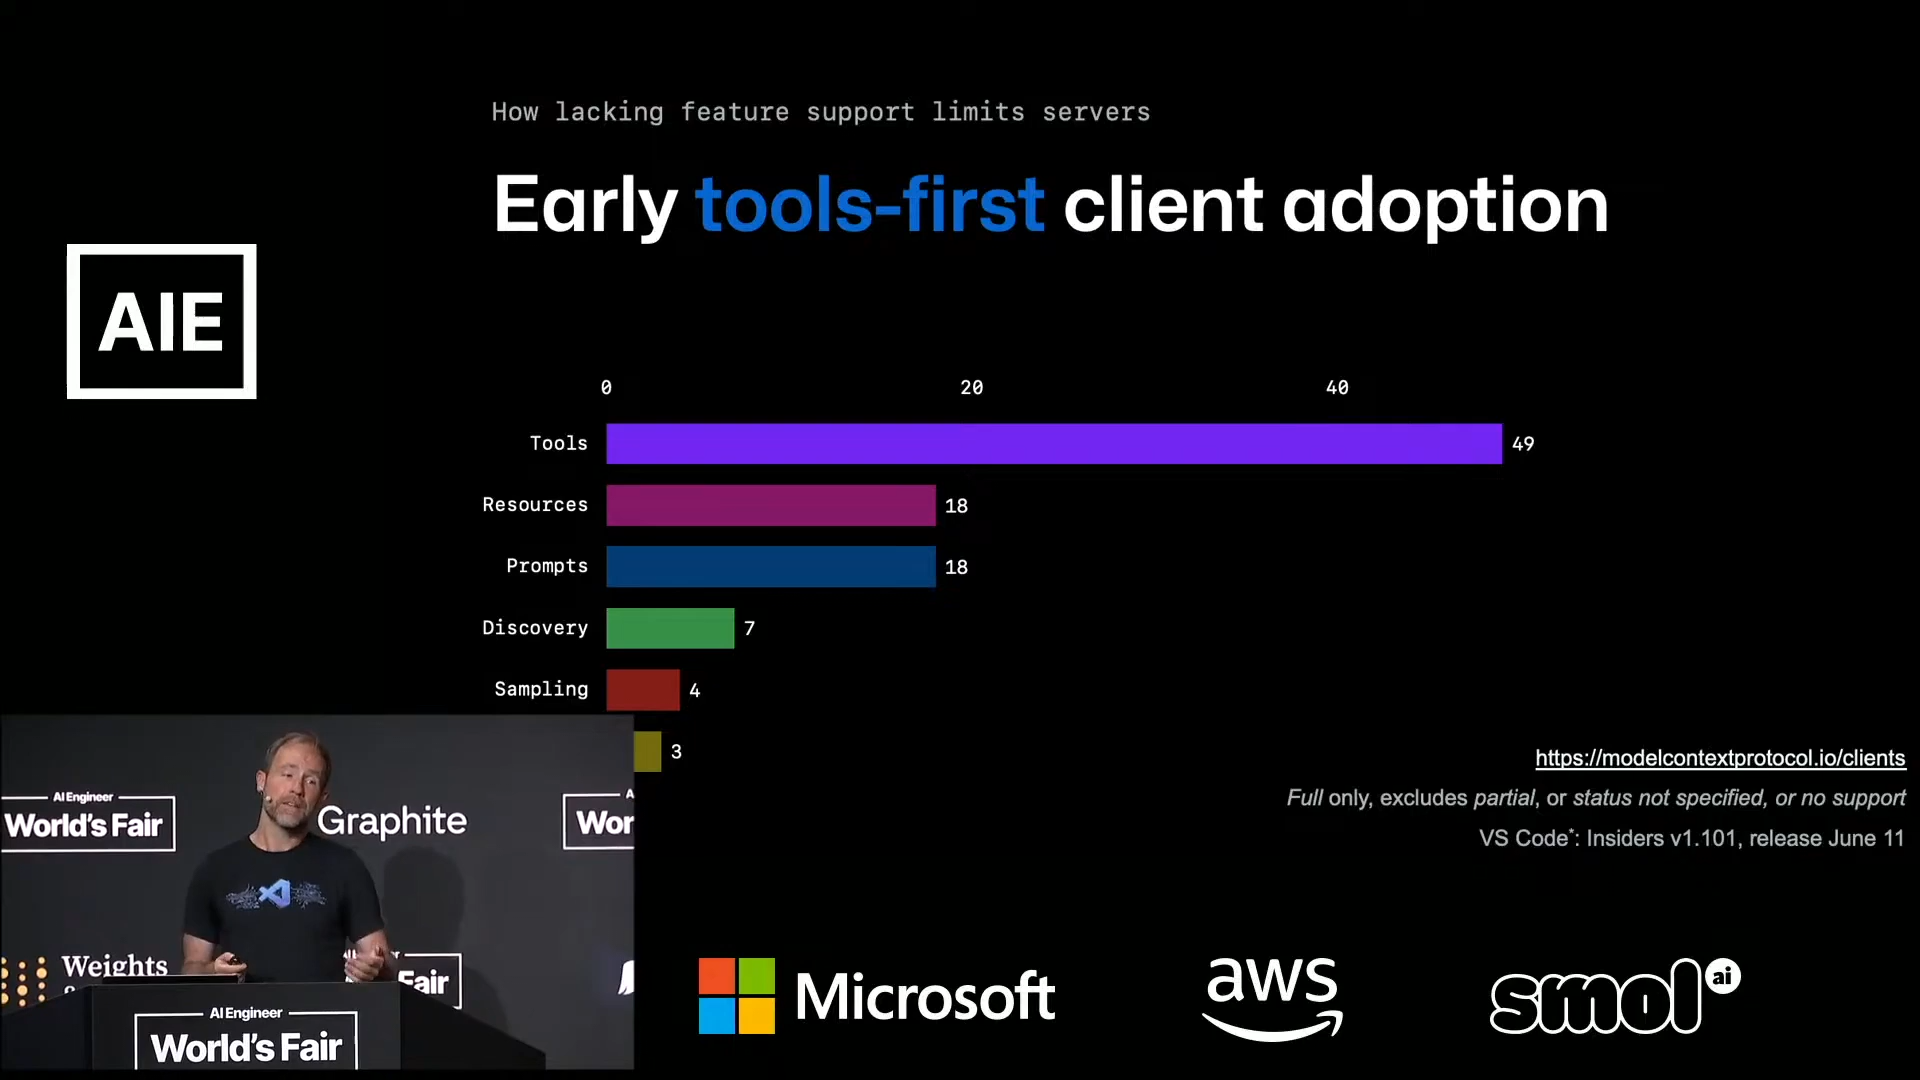 How lacking feature support limits servers
Early tools-first client adoption
AIE
0 20 40
Tools 49
Resources 18
Prompts 18
Discovery 7
Sampling 4
3
https://modelcontextprotocol.io/clients
Full only, excludes partial, or status not specified, or no support
VS Code*: Insiders v1.101, release June 11
AI Engineer
World's Fair
Graphite
Wor
Weights
Fair
AI Engineer
World's Fair
Microsoft
aws
smol ai